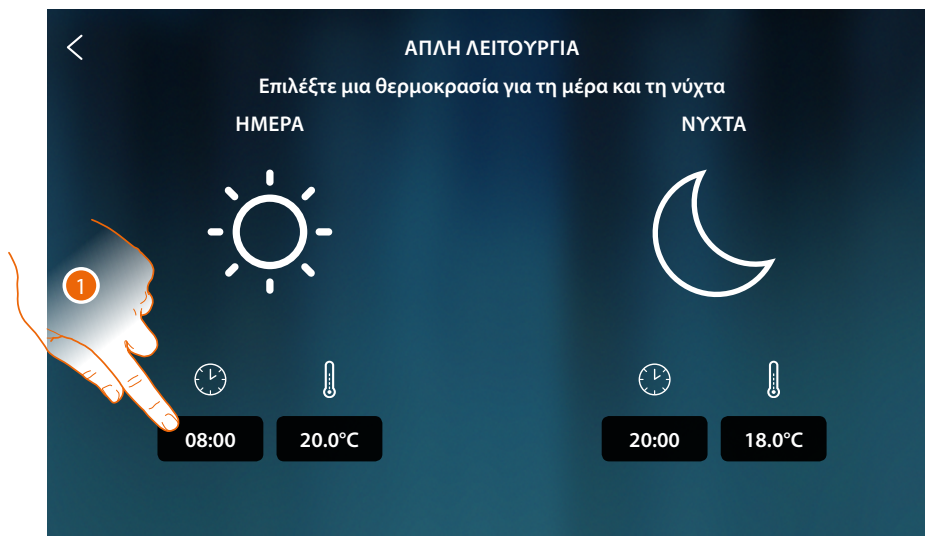 ΑΠΛΗ ΛΕΙΤΟΥΡΓΙΑ
Επιλέξτε μια θερμοκρασία για τη μέρα και τη νύχτα
ΗΜΕΡΑ
ΝΥΧΤΑ
1
08:00 20.0°C
20:00 18.0°C